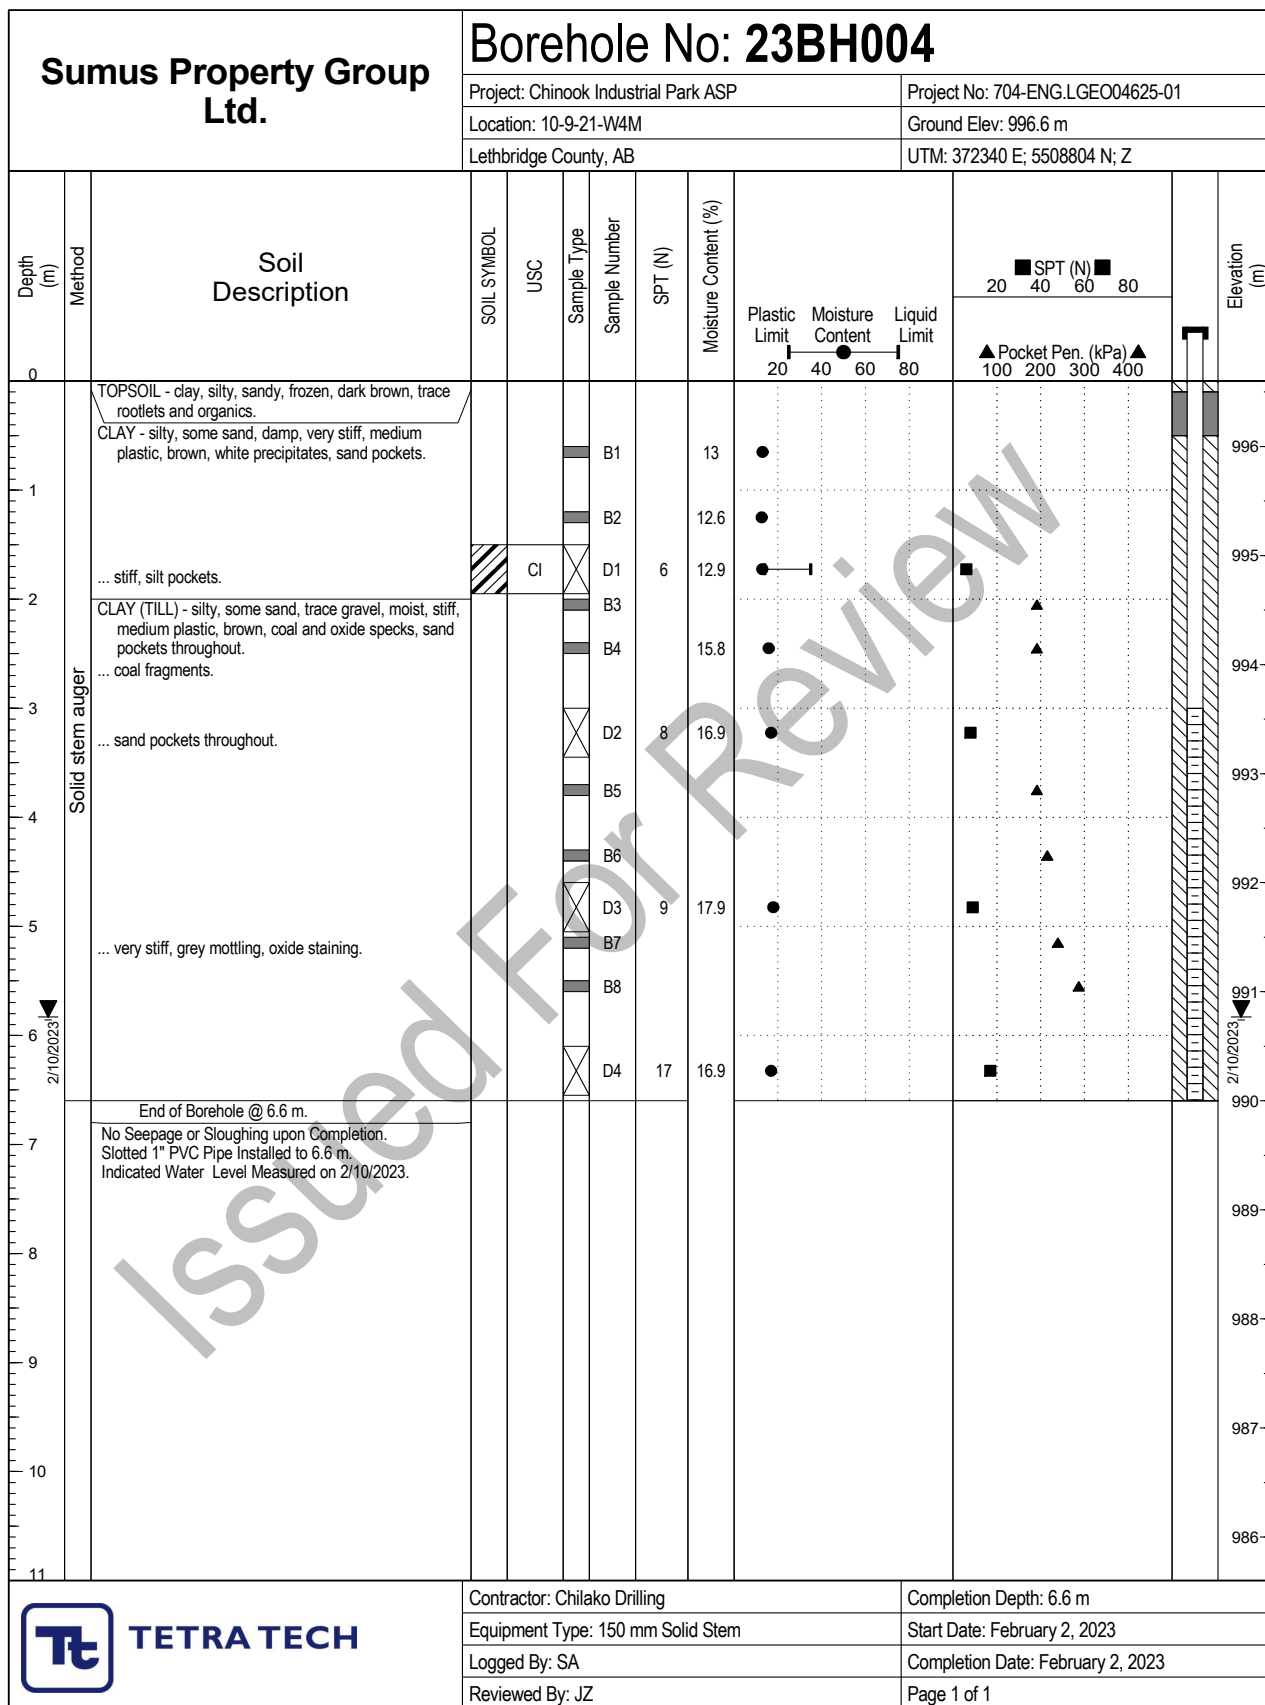 Sumus Property Group
Ltd.
Borehole No: 23BH004
Project: Chinook Industrial Park ASP
Project No: 704-ENG.LGEO04625-01
Location: 10-9-21-W4M
Ground Elev: 996.6 m
Lethbridge County, AB
UTM: 372340 E; 5508804 N; Z
Depth
(m)
Method
Soil
Description
SOIL SYMBOL
USC
Sample Type
Sample Number
SPT (N)
Moisture Content (%)
Plastic Moisture Liquid
Limit Content Limit
20 40 60 80
SPT (N)
20 40 60 80
Pocket Pen. (kPa)
100 200 300 400
Elevation
(m)
0
TOPSOIL - clay, silty, sandy, frozen, dark brown, trace
rootlets and organics.
CLAY - silty, some sand, damp, very stiff, medium
plastic, brown, white precipitates, sand pockets.
B1 13 996
1
B2 12.6
995
... stiff, silt pockets.
CI D1 6 12.9
2
CLAY (TILL) - silty, some sand, trace gravel, moist, stiff,
medium plastic, brown, coal and oxide specks, sand
pockets throughout.
B3
B4 15.8
... coal fragments.
994
Solid stem auger
3
... sand pockets throughout.
D2 8 16.9
993
B5
4
B6
992
D3 9 17.9
5
... very stiff, grey mottling, oxide staining.
B7
B8
991
6
2/10/2023
2/10/2023
D4 17 16.9
990
End of Borehole @ 6.6 m.
No Seepage or Sloughing upon Completion.
Slotted 1" PVC Pipe Installed to 6.6 m.
Indicated Water Level Measured on 2/10/2023.
7
989
8
988
9
987
10
986
11
Issued For Review
Tt
TETRA TECH
Contractor: Chilako Drilling
Completion Depth: 6.6 m
Equipment Type: 150 mm Solid Stem
Start Date: February 2, 2023
Logged By: SA
Completion Date: February 2, 2023
Reviewed By: JZ
Page 1 of 1